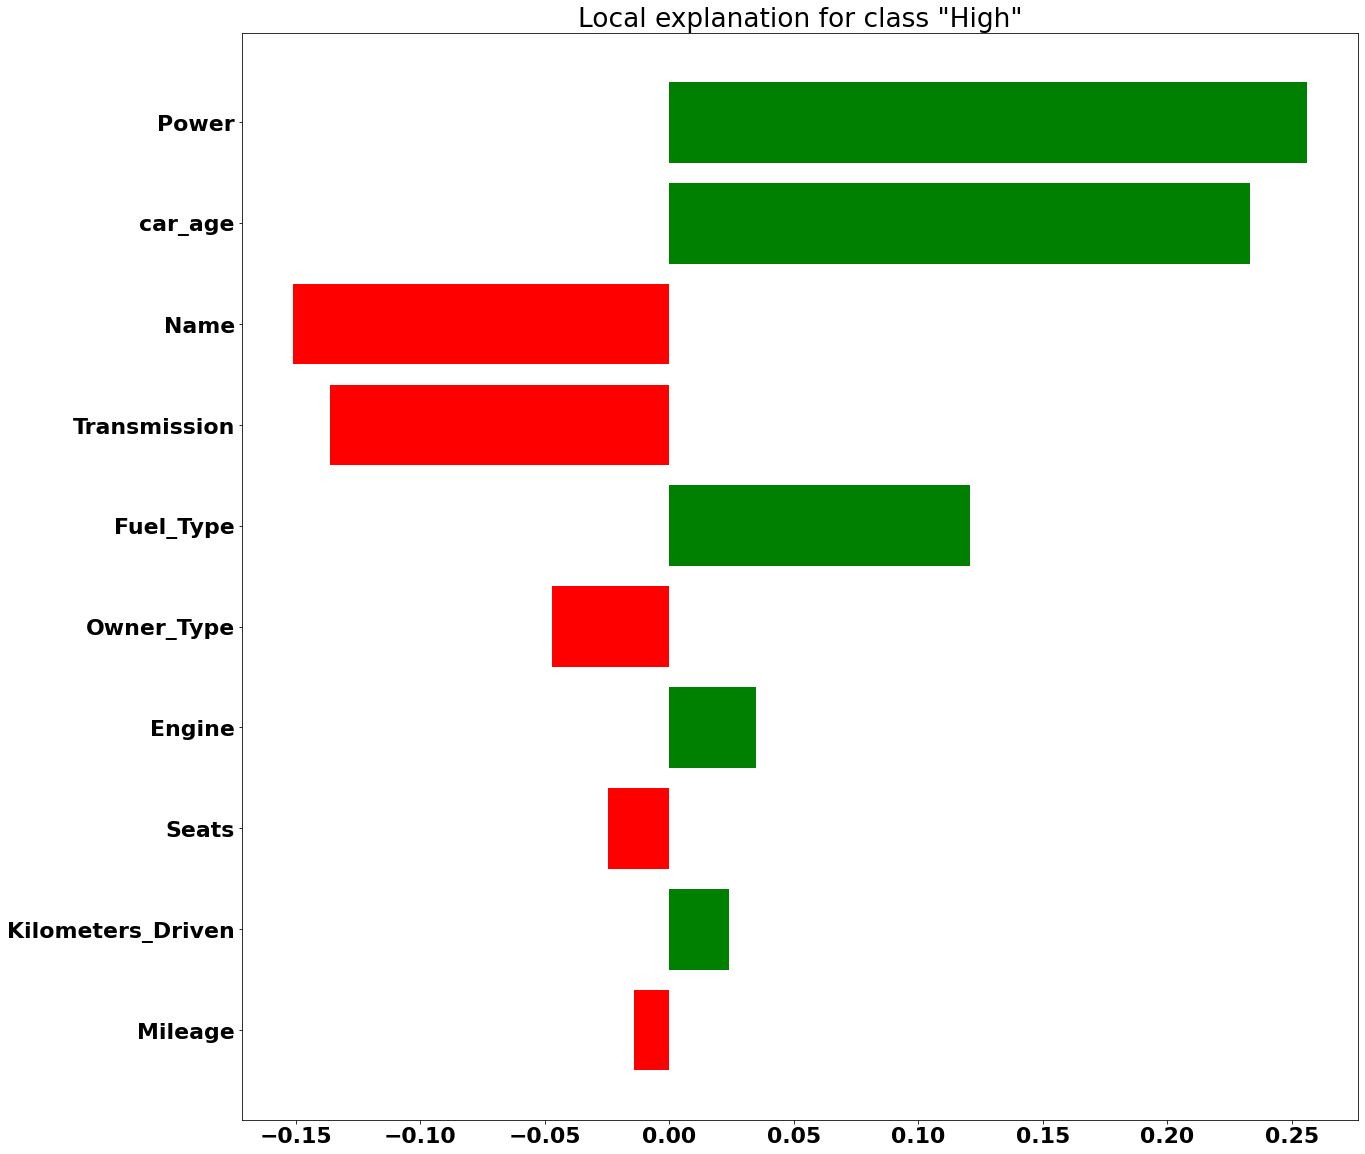 Local explanation for class "High"
Power
car_age
Name
Transmission
Fuel_Type
Owner_Type
Engine
Seats
Kilometers_Driven
Mileage
−0.15 −0.10 −0.05 0.00 0.05 0.10 0.15 0.20 0.25